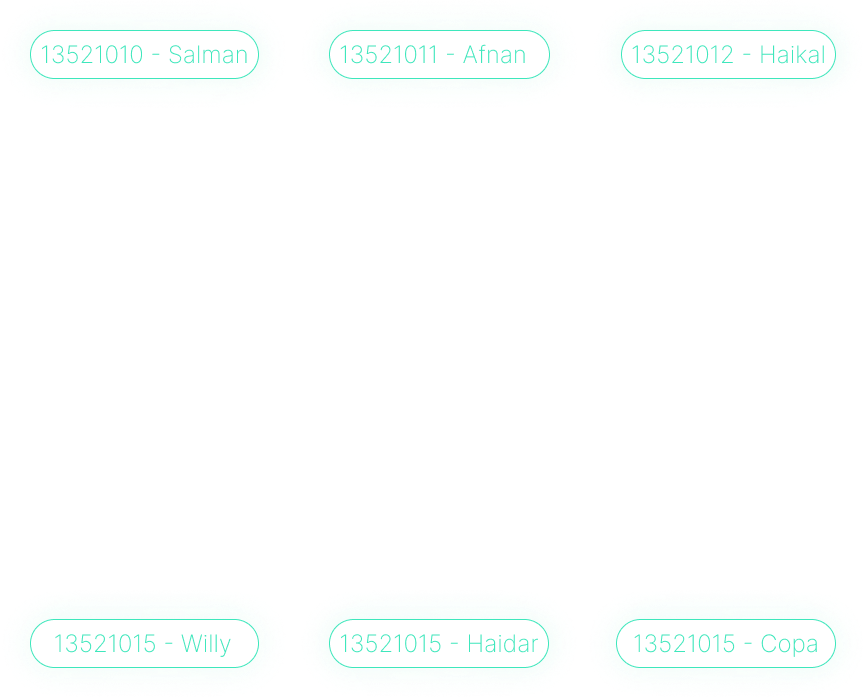 13521010 - Salman
13521011 - Afnan
13521012 - Haikal
13521015 - Willy
13521015 - Haidar
13521015 - Copa